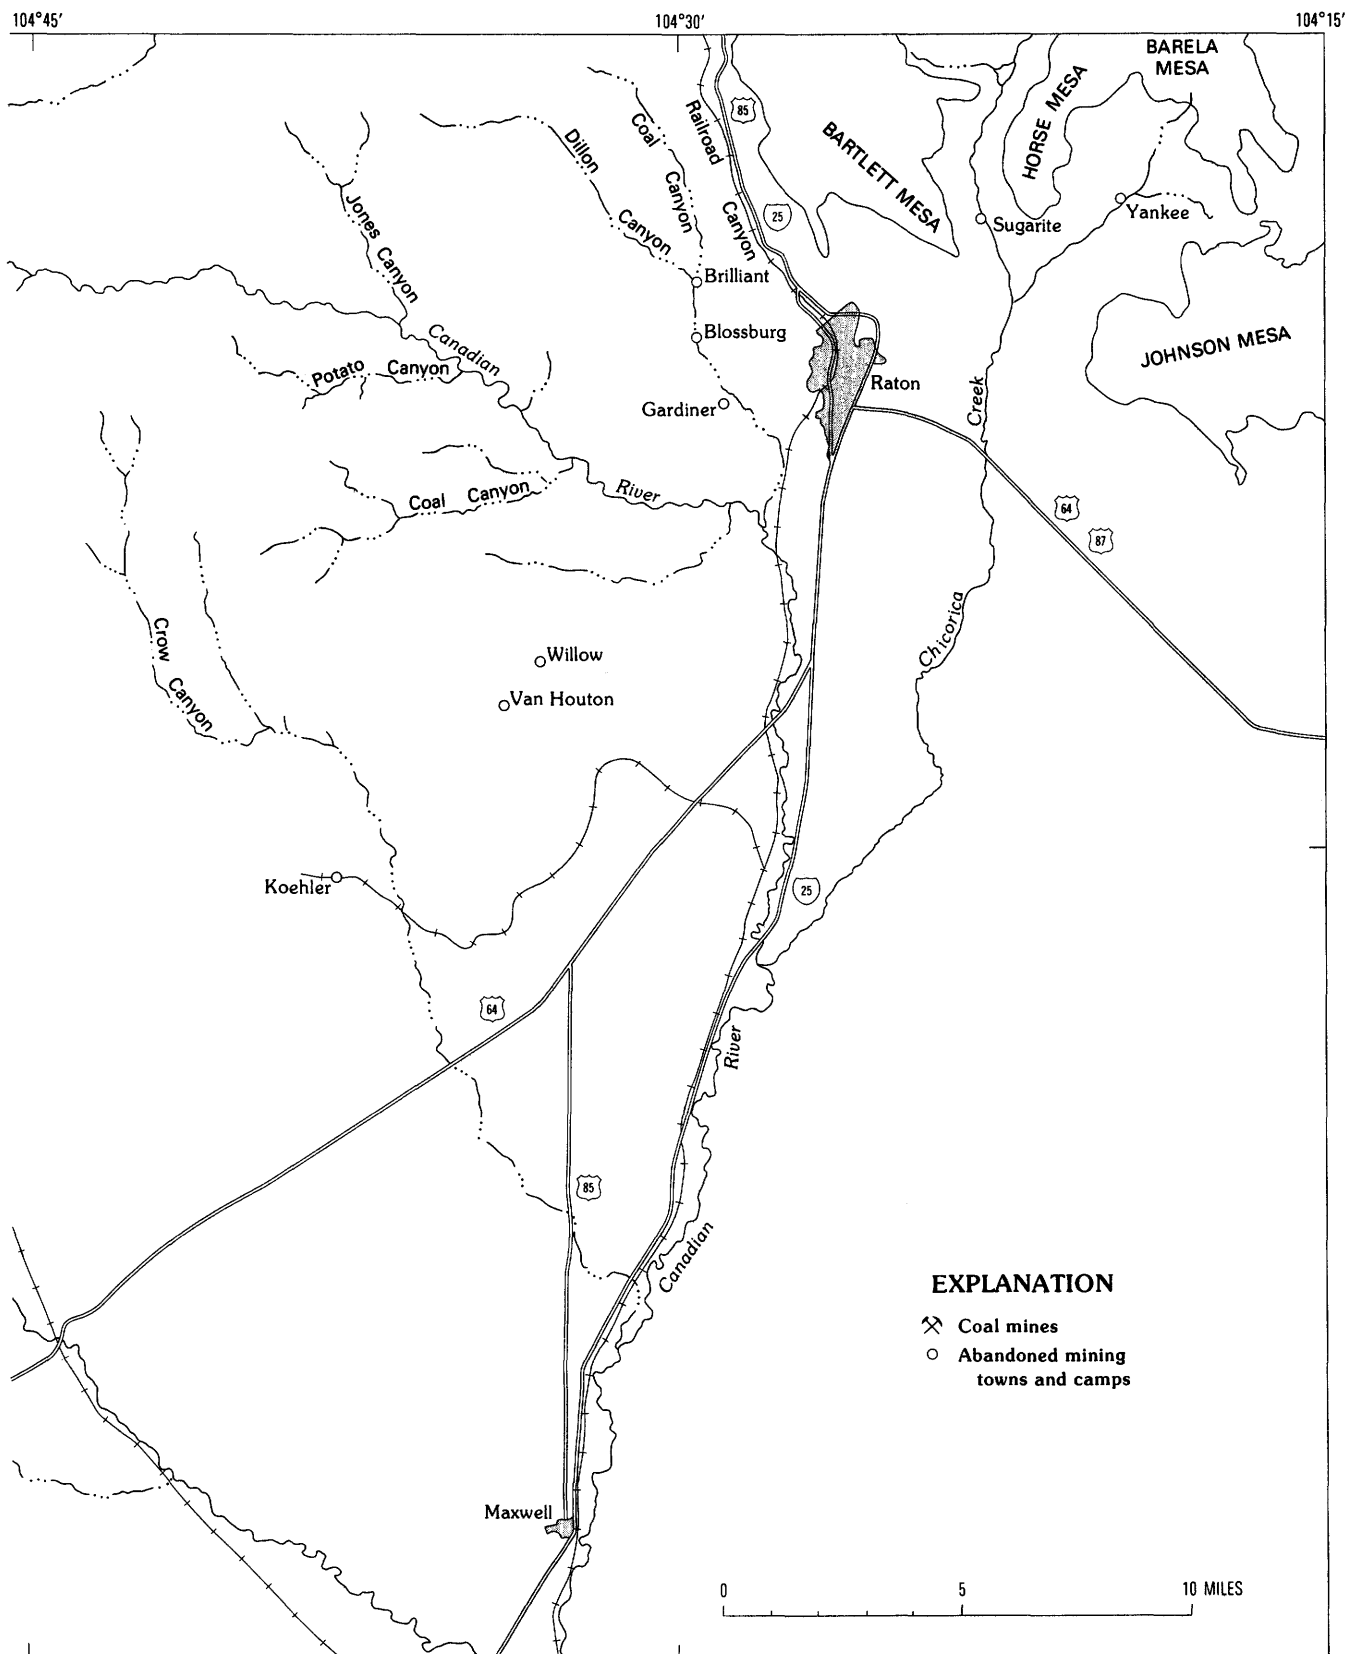 104°45′
104°30′
104°15′
BARELA
MESA
HORSE MESA
BARTLETT MESA
85
Railroad
Canyon
Coal
Canyon
Dillon
Canyon
25
Jones
Canyon
Sugarite
Yankee
Brilliant
Blossburg
Canadian
Potato Canyon
JOHNSON MESA
Raton
Gardiner
Creek
River
Coal Canyon
64
87
Chicorica
Crow
Canyon
Willow
Van Houton
Koehler
25
64
River
85
Canadian
EXPLANATION
Coal mines
Abandoned mining
towns and camps
Maxwell
0 5 10 MILES